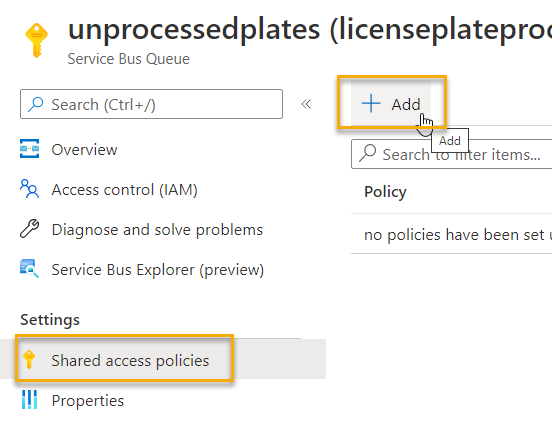 unprocessedplates (licenseplatepro
Service Bus Queue
Search (Ctrl+/)
«
+ Add
Add
Overview
Search to filter items...
Access control (IAM)
Policy
Diagnose and solve problems
no policies have been set
Service Bus Explorer (preview)
Settings
Shared access policies
Properties